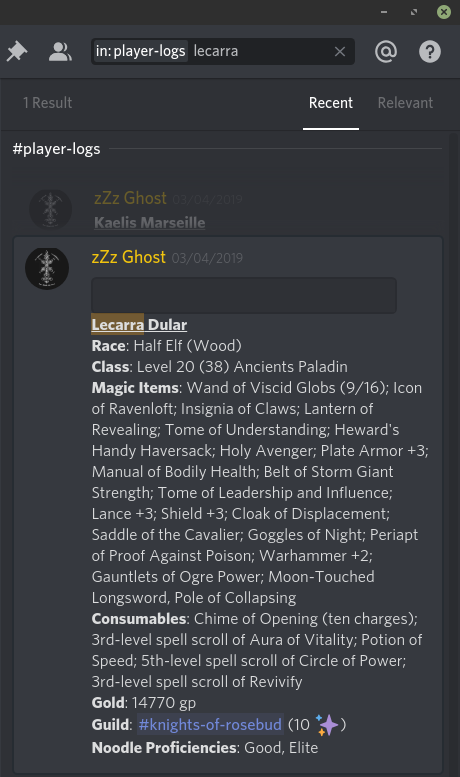 in: player-logs lecarra
1 Result
Recent
Relevant
#player-logs
zZz Ghost 03/04/2019
Kaelis Marseille
zZz Ghost 03/04/2019
Lecarra Dular
Race: Half Elf (Wood)
Class: Level 20 (38) Ancients Paladin
Magic Items: Wand of Viscid Globs (9/16); Icon
of Ravenloft; Insignia of Claws; Lantern of
Revealing; Tome of Understanding; Heward's
Handy Haversack; Holy Avenger; Plate Armor +3;
Manual of Bodily Health; Belt of Storm Giant
Strength; Tome of Leadership and Influence;
Lance +3; Shield +3; Cloak of Displacement;
Saddle of the Cavalier; Goggles of Night; Periapt
of Proof Against Poison; Warhammer +2;
Gauntlets of Ogre Power; Moon-Touched
Longsword, Pole of Collapsing
Consumables: Chime of Opening (ten charges);
3rd-level spell scroll of Aura of Vitality; Potion of
Speed; 5th-level spell scroll of Circle of Power;
3rd-level spell scroll of Revivify
Gold: 14770 gp
Guild: #knights-of-rosebud (10 ✨)
Noodle Proficiencies: Good, Elite